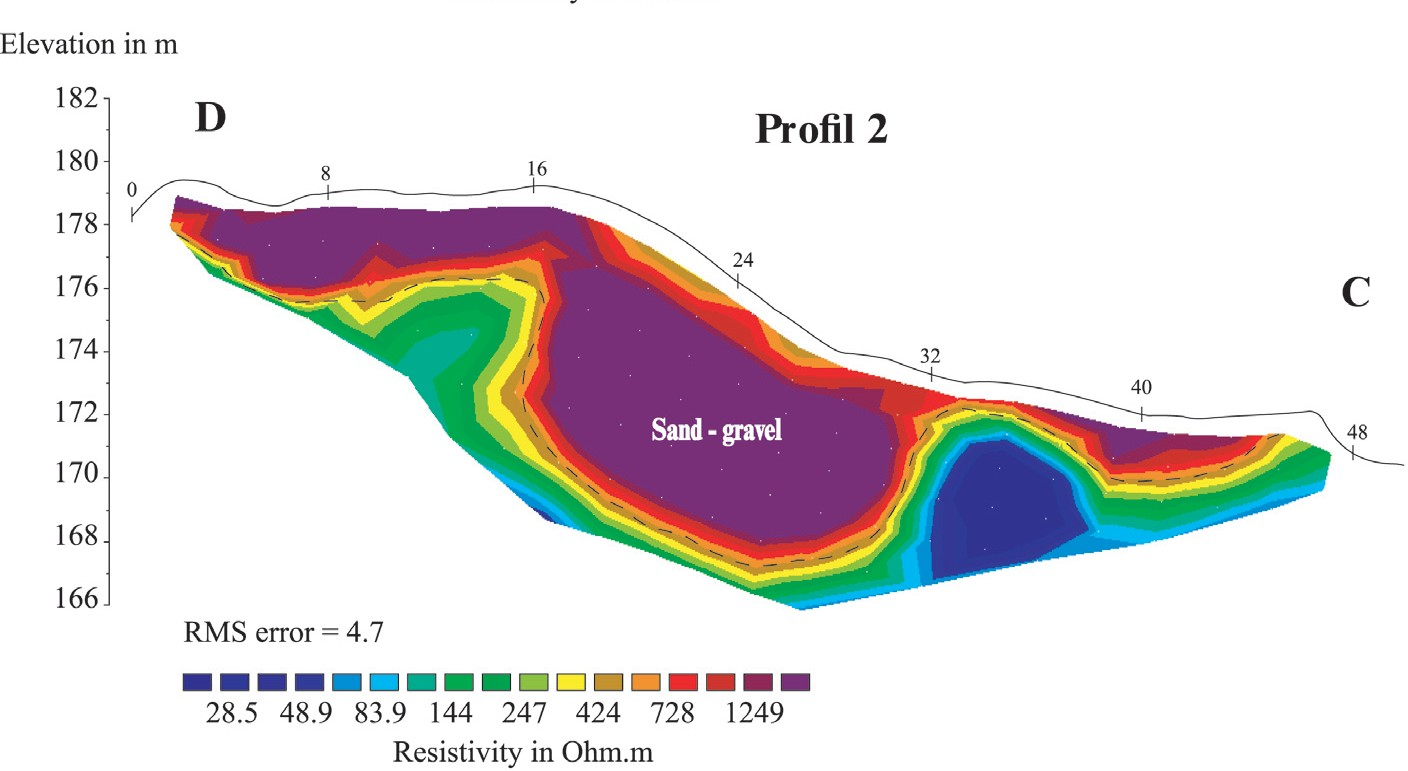 Elevation in m
182
D
Profil 2
180
16
8
0
178
24
176
C
174
32
40
172
Sand - gravel
48
170
168
166
RMS error = 4.7
28.5 48.9 83.9 144 247 424 728 1249
Resistivity in Ohm.m